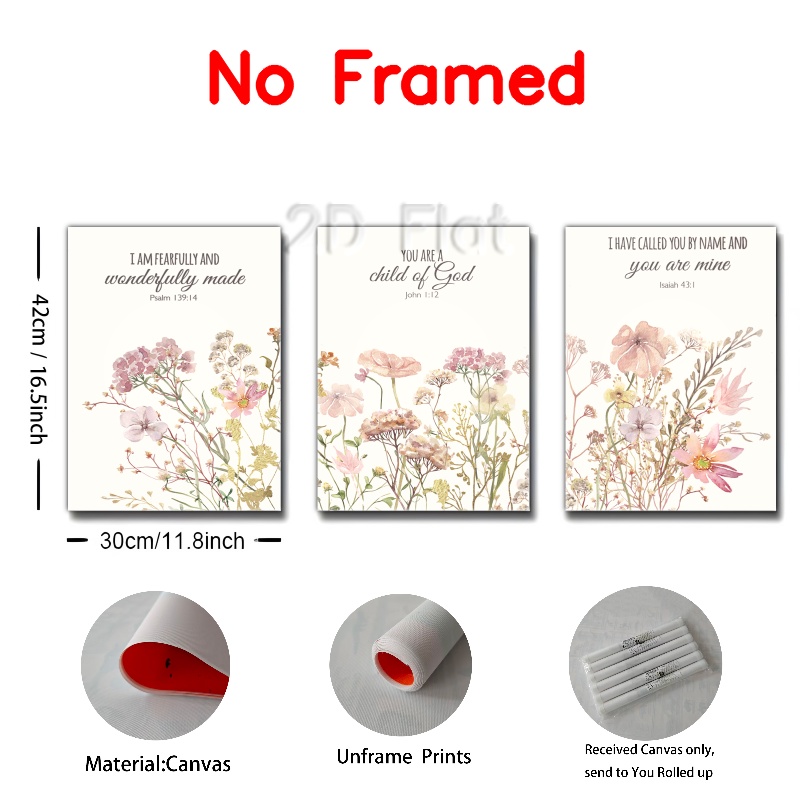 No Framed
2D Flat
I AM FEARFULLY AND
wonderfully made
Psalm 139:14
YOU ARE A
child of God
John 1:12
I HAVE CALLED YOU BY NAME AND
you are mine
Isaiah 43:1
42cm / 16.5inch
30cm/11.8inch
Material:Canvas
Unframe Prints
Received Canvas only,
send to You Rolled up